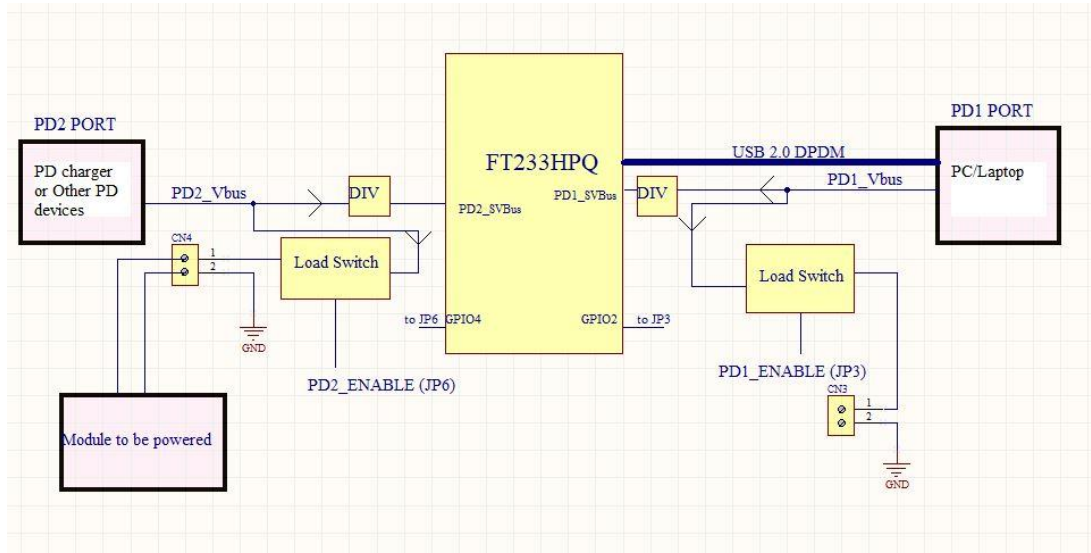 PD2 PORT
PD charger
or Other PD
devices
PD2_Vbus
DIV
PD2_SVBus
CN4
1
2
GND
Load Switch
PD2_ENABLE (JP6)
Module to be powered
FT233HPQ
to JP6
GPIO4
GPIO2
to JP3
USB 2.0 DPDM
PD1_SVBus
DIV
PD1_Vbus
PD1 PORT
PC/Laptop
Load Switch
PD1_ENABLE (JP3)
CN3
1
2
GND